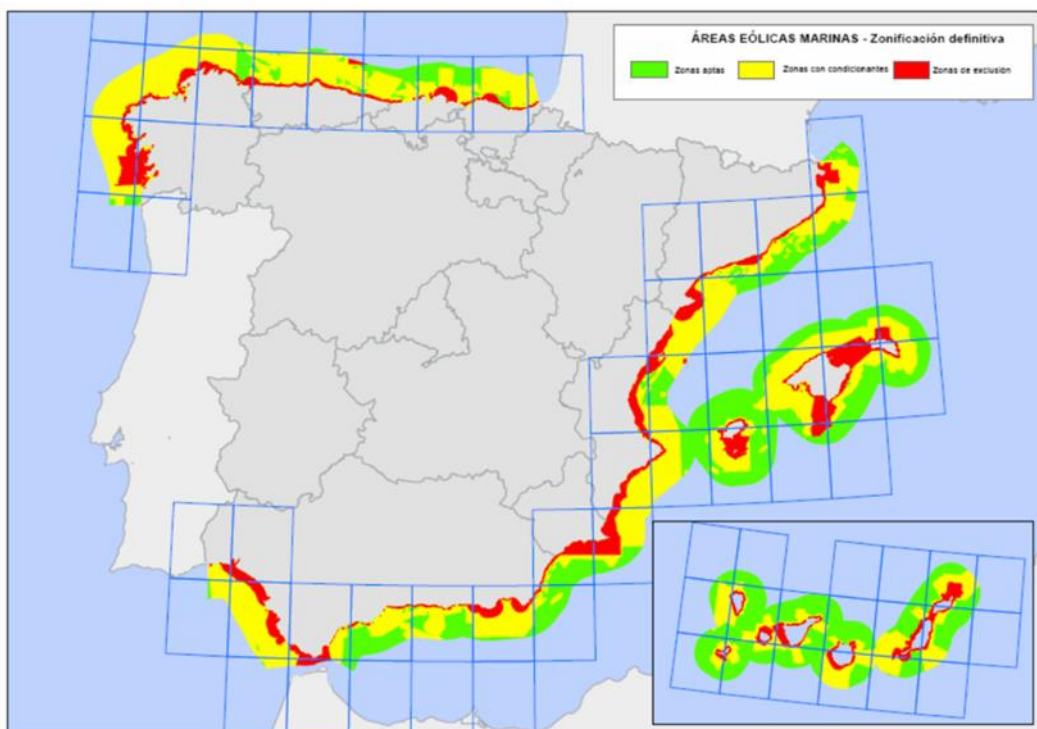 ÁREAS EÓLICAS MARINAS - Zonificación definitiva
Zonas aptas
Zonas con condicionantes
Zonas de exclusión